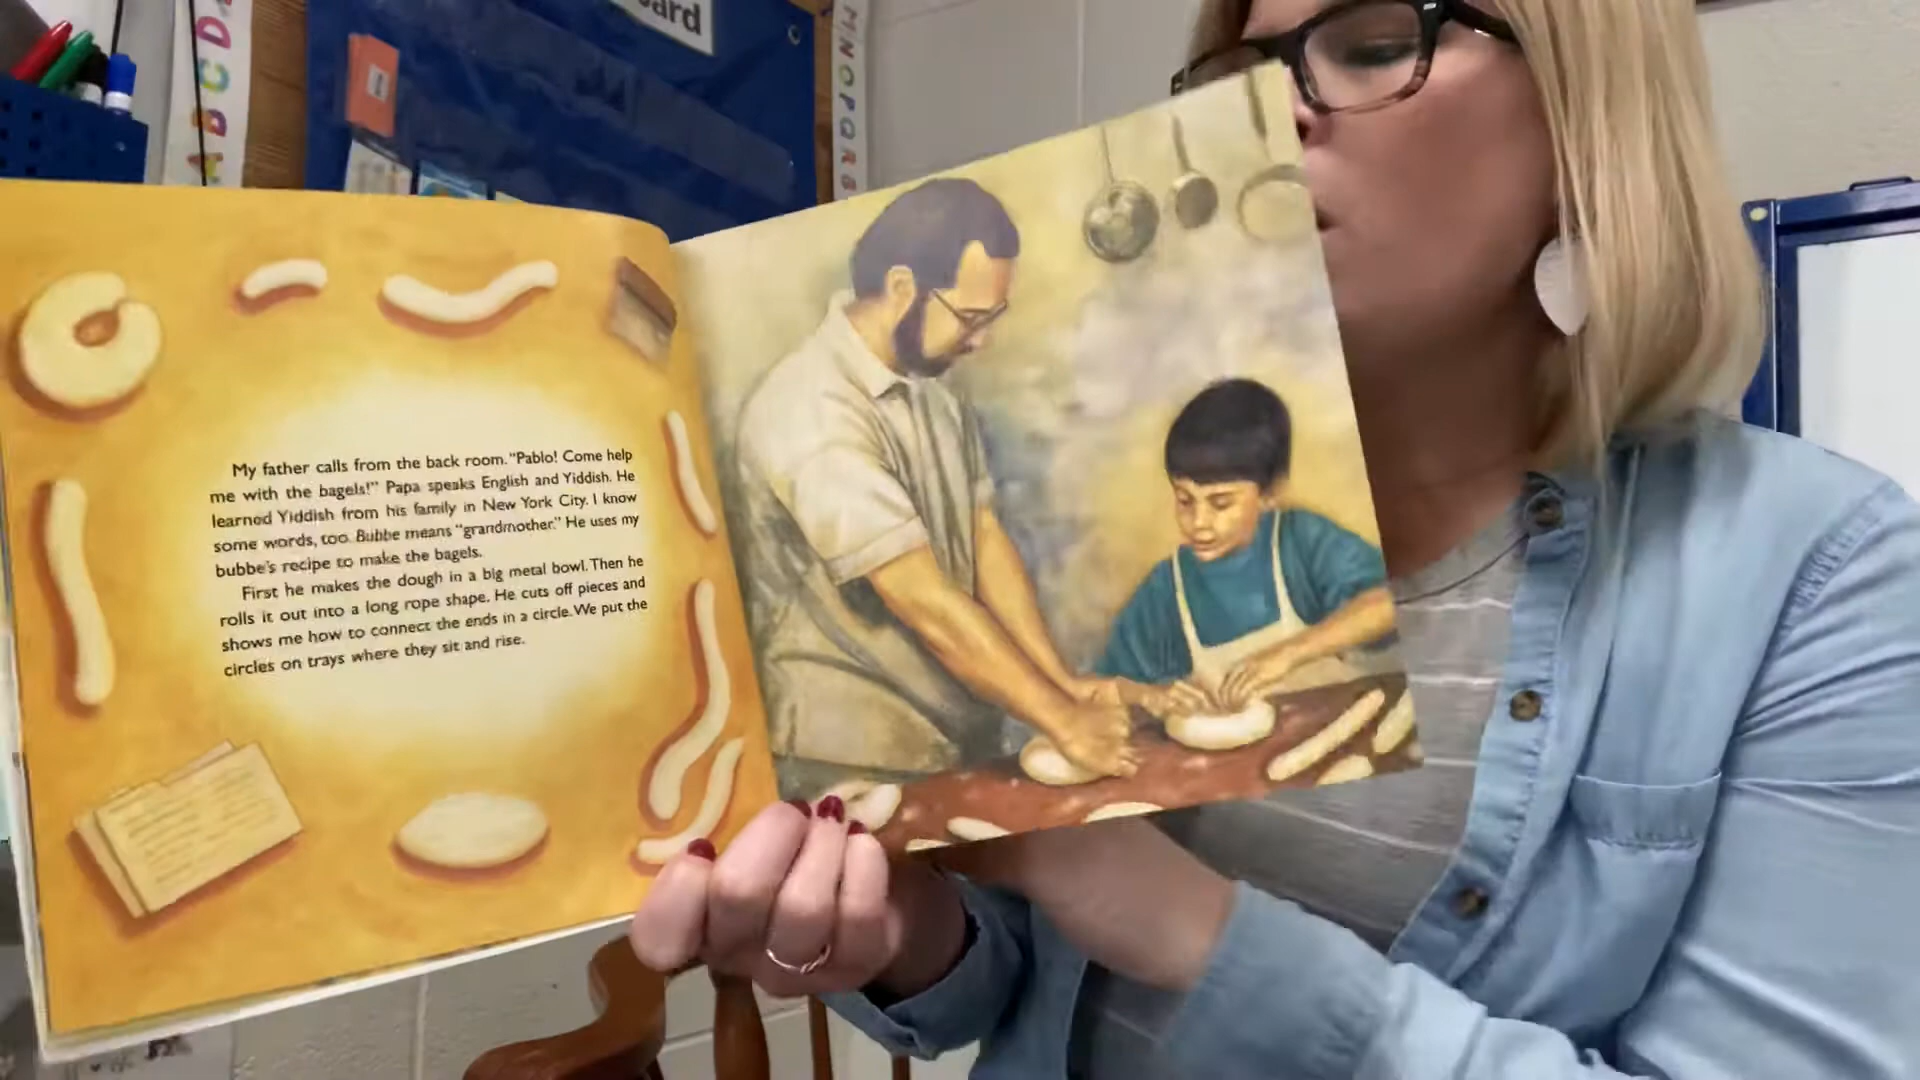 ard
A B C D
M N O P Q R S
My father calls from the back room. "Pablo! Come help
me with the bagels!" Papa speaks English and Yiddish. He
learned Yiddish from his family in New York City. I know
some words, too. Bubbe means "grandmother." He uses my
bubbe's recipe to make the bagels.
First he makes the dough in a big metal bowl. Then he
rolls it out into a long rope shape. He cuts off pieces and
shows me how to connect the ends in a circle. We put the
circles on trays where they sit and rise.